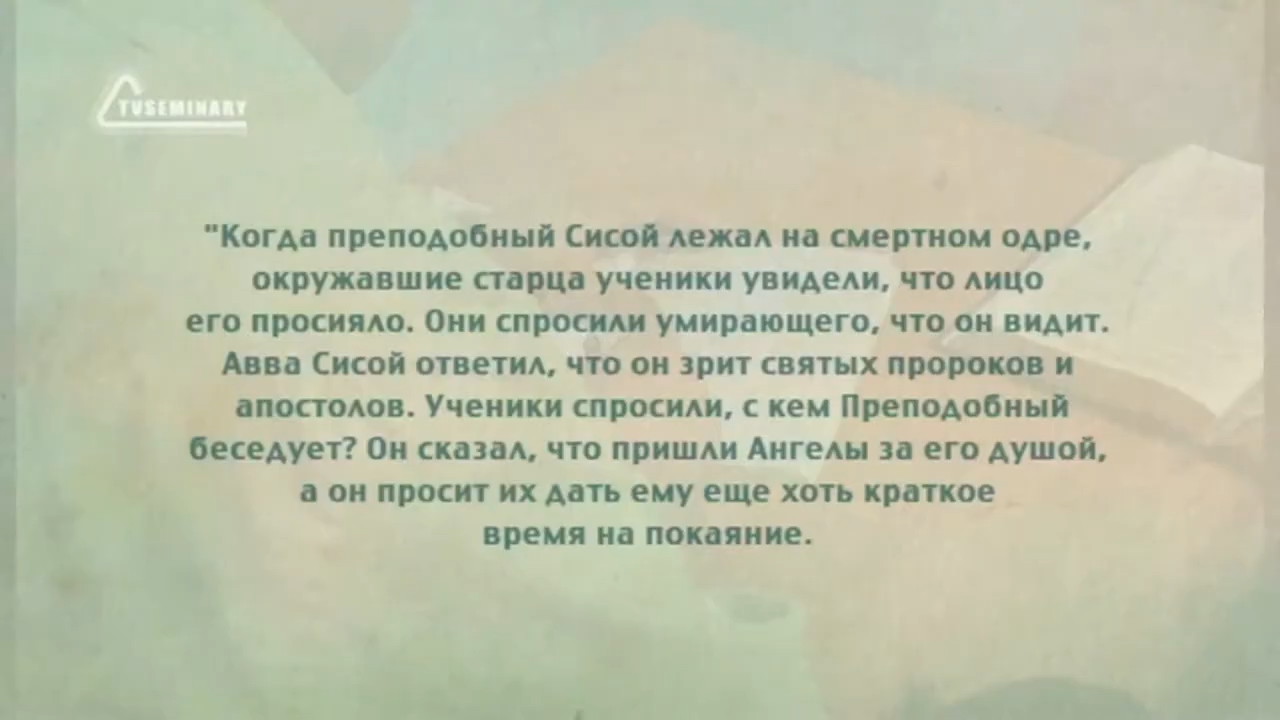 TVSEMINARY
"Когда преподобный Сисой лежал на смертном одре,
окружавшие старца ученики увидели, что лицо
его просияло. Они спросили умирающего, что он видит.
Авва Сисой ответил, что он зрит святых пророков и
апостолов. Ученики спросили, с кем Преподобный
беседует? Он сказал, что пришли Ангелы за его душой,
а он просит их дать ему еще хоть краткое
время на покаяние.